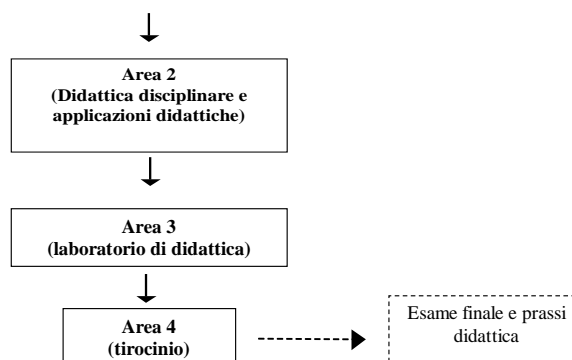 Area 2
(Didattica disciplinare e
applicazioni didattiche)
Area 3
(laboratorio di didattica)
Area 4
(tirocinio)
Esame finale e prassi
didattica